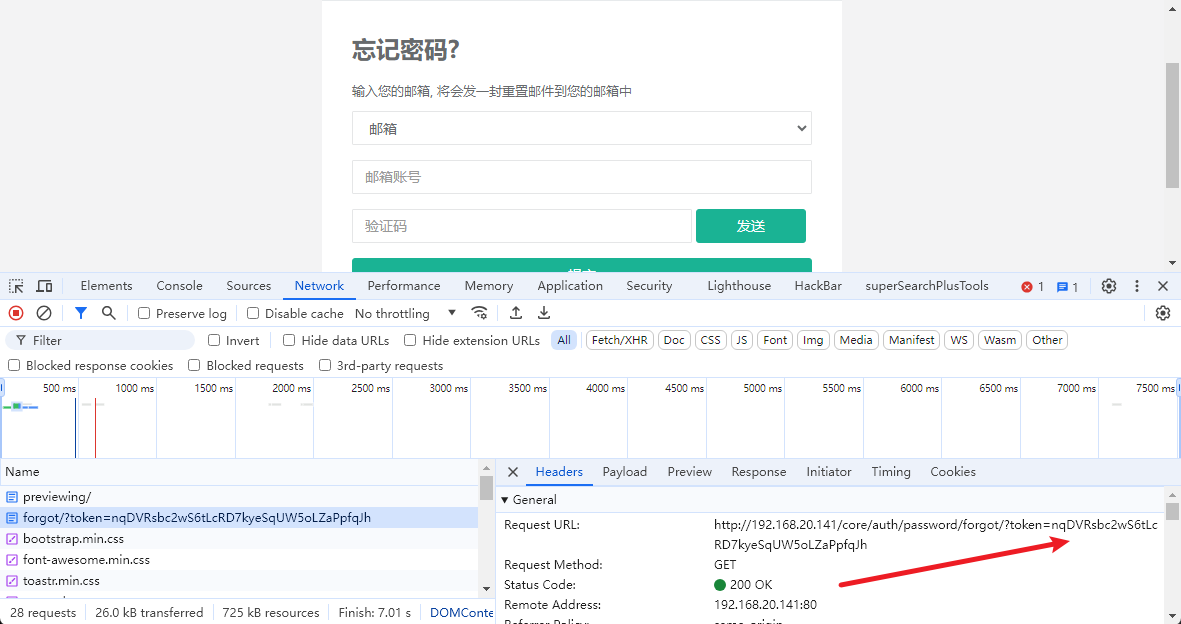 忘记密码?
输入您的邮箱, 将会发一封重置邮件到您的邮箱中
邮箱
邮箱账号
验证码
发送
Elements Console Sources Network Performance Memory Application Security Lighthouse HackBar superSearchPlusTools 1 1
Preserve log Disable cache No throttling
Filter Invert Hide data URLs Hide extension URLs All Fetch/XHR Doc CSS JS Font Img Media Manifest WS Wasm Other
Blocked response cookies Blocked requests 3rd-party requests
500 ms 1000 ms 1500 ms 2000 ms 2500 ms 3000 ms 3500 ms 4000 ms 4500 ms 5000 ms 5500 ms 6000 ms 6500 ms 7000 ms 7500 ms
Name
previewing/
forgot/?token=nqDVRsbc2wS6tLcRD7kyeSqUW5oLZaPpfqJh
bootstrap.min.css
font-awesome.min.css
toastr.min.css
28 requests 26.0 kB transferred 725 kB resources Finish: 7.01 s DOMConte
Headers Payload Preview Response Initiator Timing Cookies
General
Request URL: http://192.168.20.141/core/auth/password/forgot/?token=nqDVRsbc2wS6tLc
RD7kyeSqUW5oLZaPpfqJh
Request Method: GET
Status Code: 200 OK
Remote Address: 192.168.20.141:80